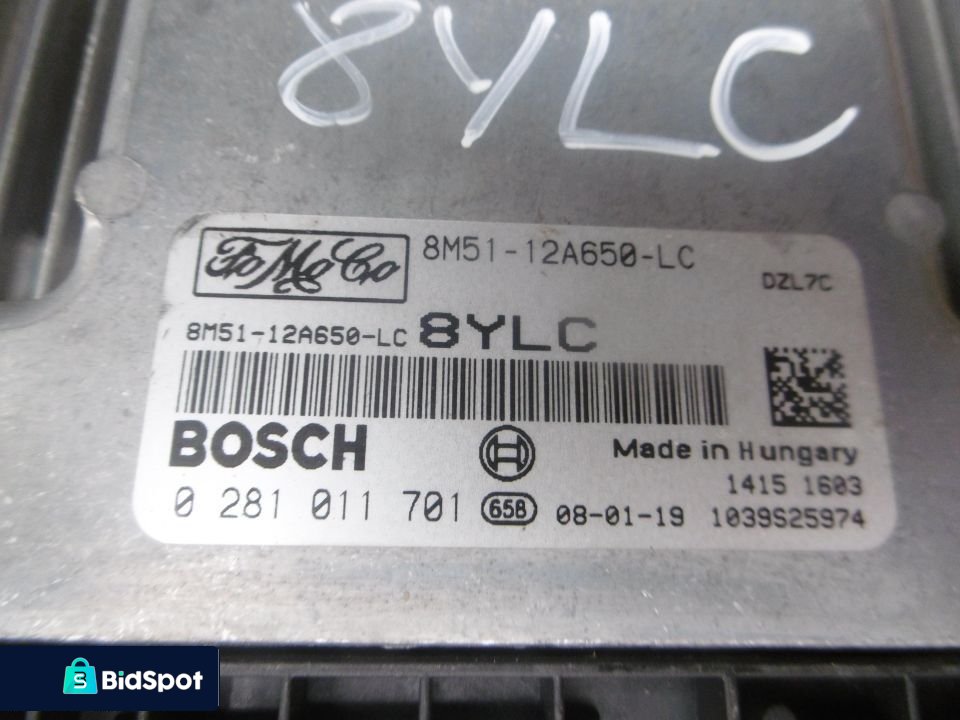 8YLC
FoMoCo 8M51-12A650-LC
DZL7C
8M51-12A650-LC 8YLC
BOSCH
Made in Hungary
1415 1603
0 281 011 701 658 08-01-19 1039S25974
BidSpot